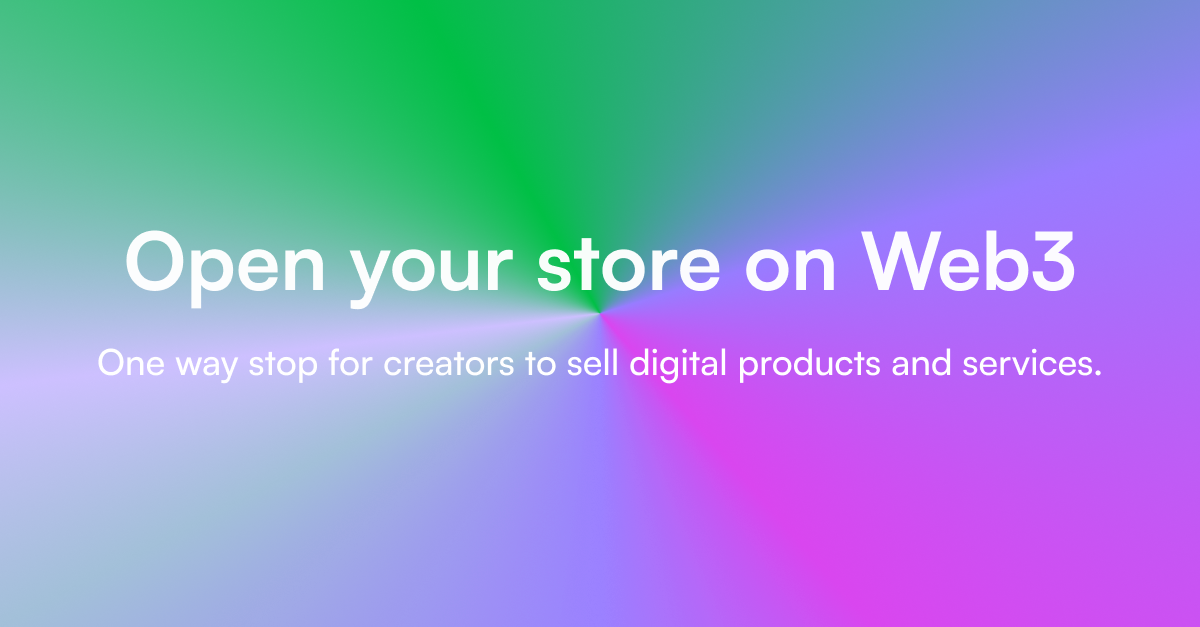 Open your store on Web3
One way stop for creators to sell digital products and services.